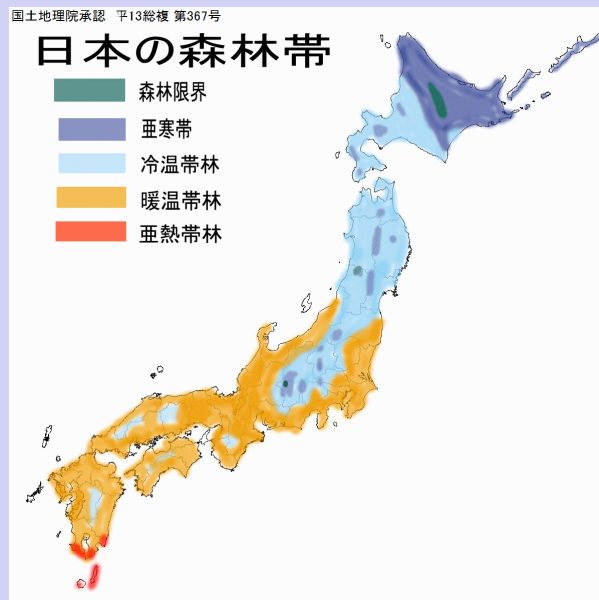 国土地理院承認 平13総複 第367号
日本の森林帯
森林限界
亜寒帯
冷温帯林
暖温帯林
亜熱帯林